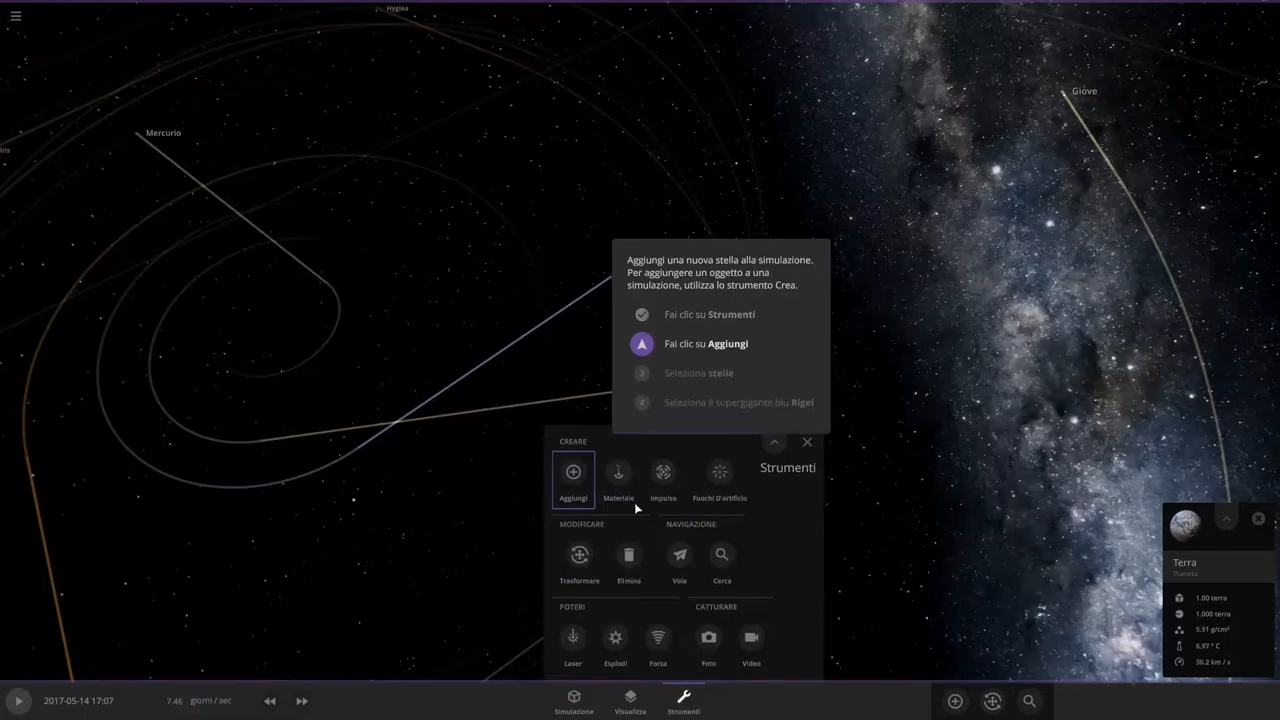 Hygiea
Giove
Mercurio
Aggiungi una nuova stella alla simulazione.
Per aggiungere un oggetto a una
simulazione, utilizza lo strumento Crea.
Fai clic su Strumenti
Fai clic su Aggiungi
3 Seleziona stelle
4 Seleziona il supergigante blu Rigel
CREARE
Strumenti
Aggiungi Materiale Impulso Fuochi D'artificio
MODIFICARE NAVIGAZIONE
Trasformare Elimina Vola Cerca
POTERI CATTURARE
Laser Esplodi Forza Foto Video
Terra
Pianeta
1.00 terra
1.000 terra
5.51 g/cm³
6,97 ° C
30.2 km / s
2017-05-14 17:07 7.46 giorni / sec
Simulazione Visualizza Strumenti